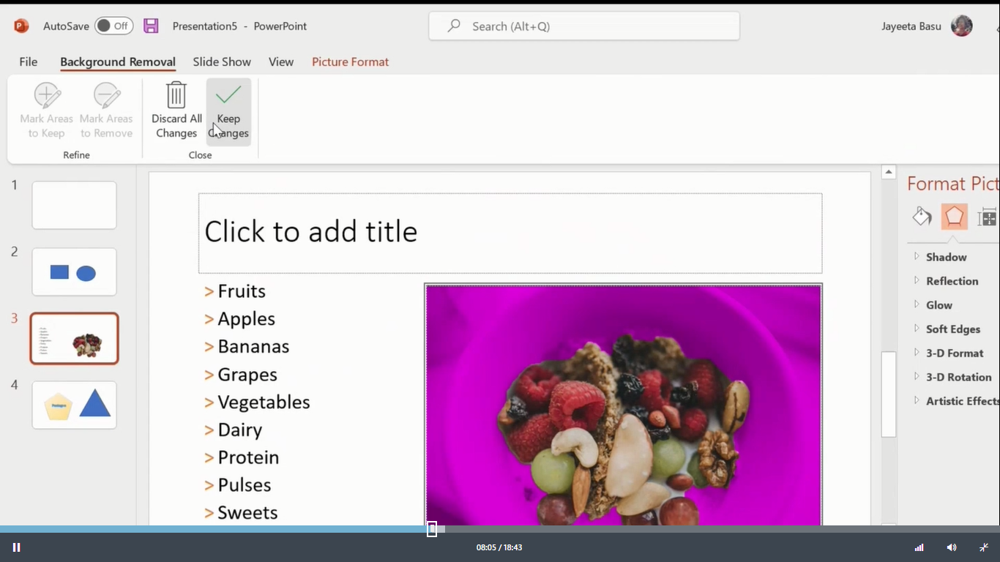 AutoSave Off Presentation5 - PowerPoint Search (Alt+Q) Jayeeta Basu
File Background Removal Slide Show View Picture Format
Mark Areas to Keep
Mark Areas to Remove
Discard All Changes
Keep Changes
Refine
Close
1
2
3
4
Click to add title
> Fruits
> Apples
> Bananas
> Grapes
> Vegetables
> Dairy
> Protein
> Pulses
> Sweets
Format Pict
Shadow
Reflection
Glow
Soft Edges
3-D Format
3-D Rotation
Artistic Effects
08:05 / 18:43